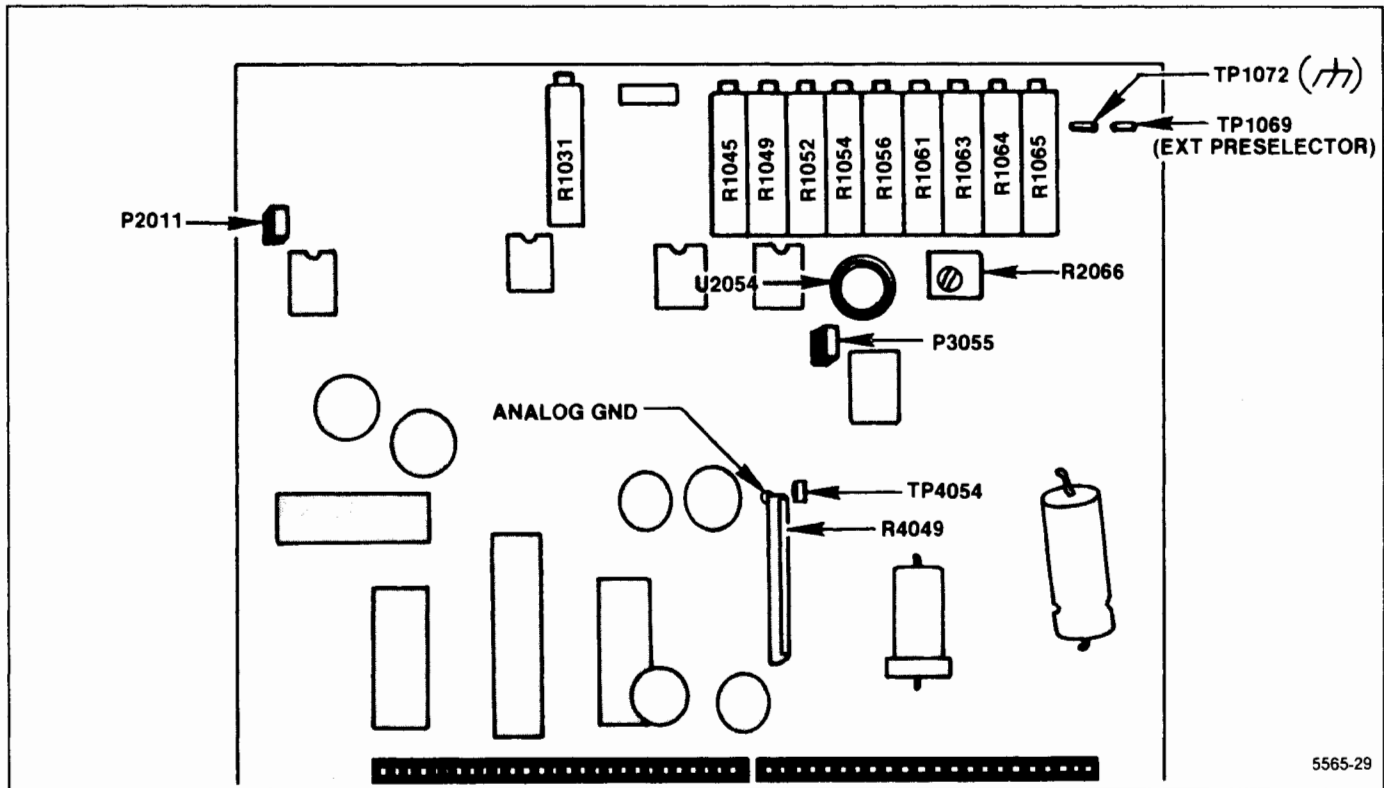 TP1072
TP1069
(EXT PRESELECTOR)
R1031
R1045
R1049
R1052
R1054
R1056
R1061
R1063
R1064
R1065
P2011
U2054
R2066
P3055
ANALOG GND
TP4054
R4049
5565-29